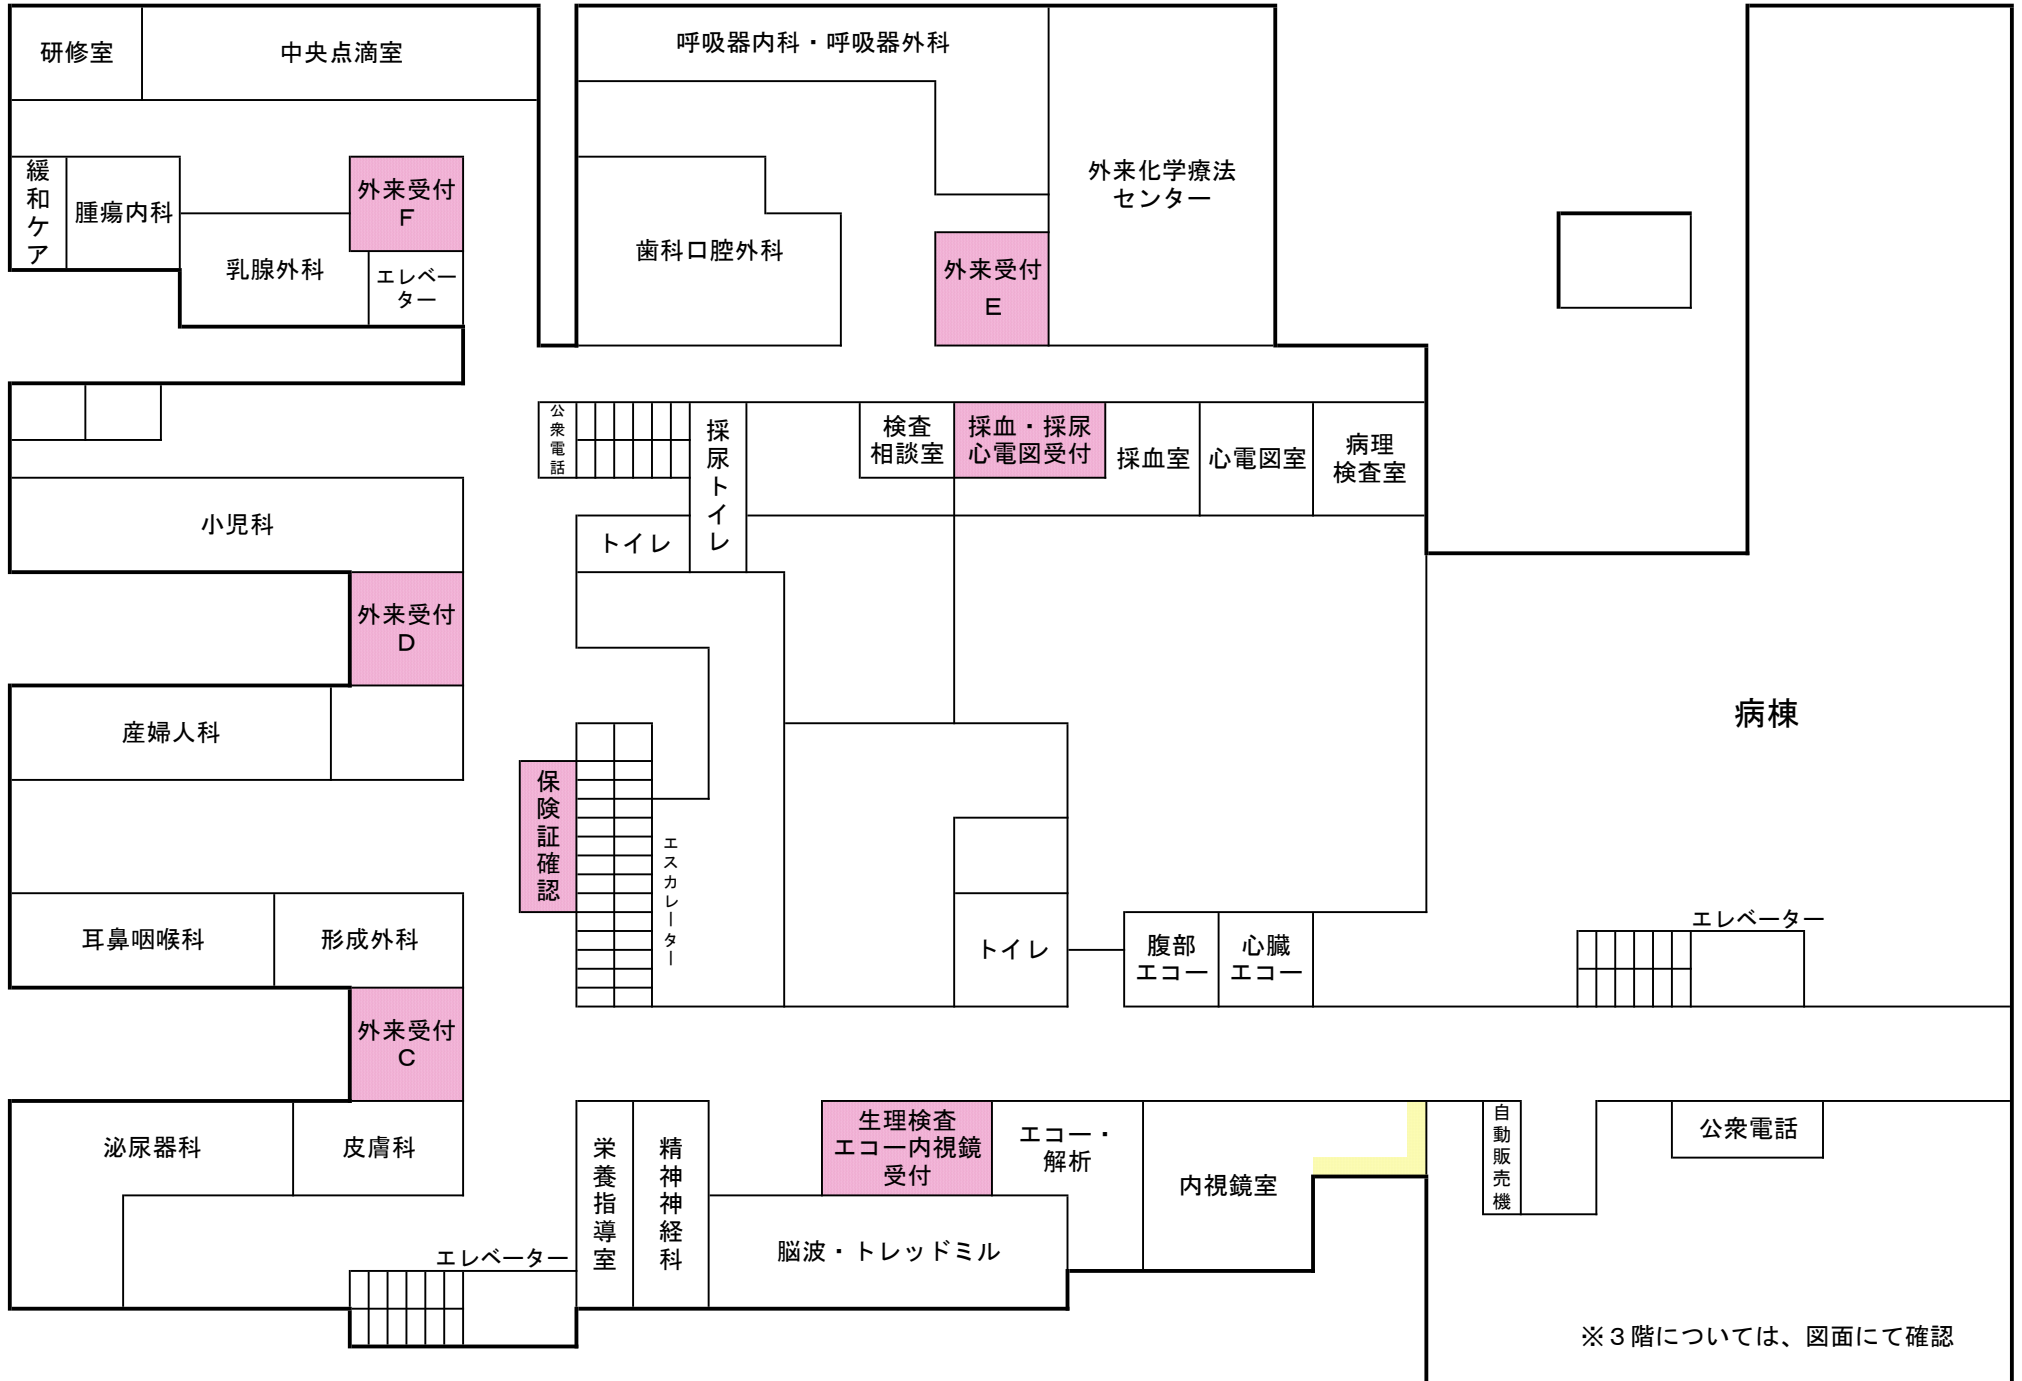 研修室
中央点滴室
呼吸器内科・呼吸器外科
外来化学療法
センター
緩和ケア
腫瘍内科
外来受付
F
乳腺外科
エレベー
ター
歯科口腔外科
外来受付
E
公衆電話
採尿トイレ
検査
相談室
採血・採尿
心電図受付
採血室
心電図室
病理
検査室
小児科
トイレ
外来受付
D
産婦人科
病棟
保険証確認
エスカレーター
耳鼻咽喉科
形成外科
トイレ
腹部
エコー
心臓
エコー
エレベーター
外来受付
C
泌尿器科
皮膚科
栄養指導室
精神神経科
生理検査
エコー内視鏡
受付
エコー・
解析
内視鏡室
自動販売機
公衆電話
脳波・トレッドミル
エレベーター
※３階については、図面にて確認